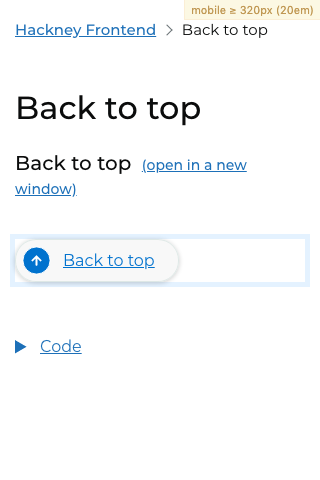 mobile ≥ 320px (20em)
Hackney Frontend > Back to top
Back to top
Back to top (open in a new
window)
Back to top
Code